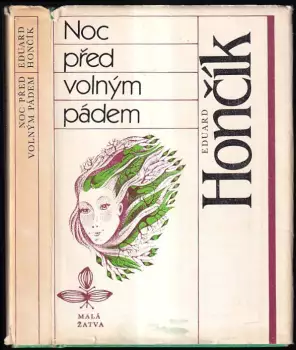 NOC PŘED
VOLNÝM PÁDEM
EDUARD
HONČÍK
Noc
před
volným
pádem
MALÁ
ŽATVA
EDUARD
Hončík